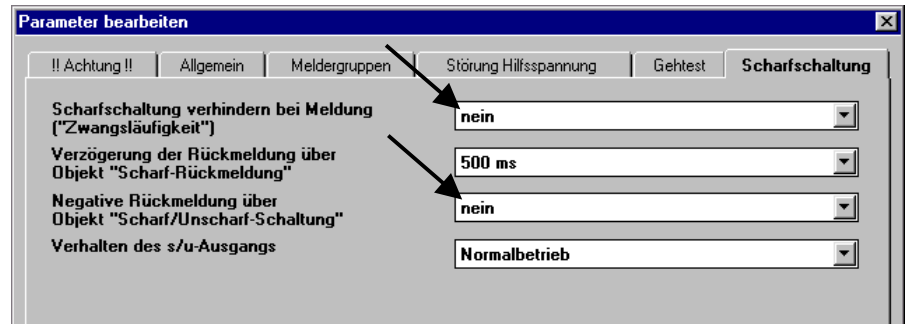 Parameter bearbeiten
!! Achtung !! Allgemein Meldergruppen Störung Hilfsspannung Gehtest Scharfschaltung
Scharfschaltung verhindern bei Meldung
("Zwangsläufigkeit")
nein
Verzögerung der Rückmeldung über
Objekt "Scharf-Rückmeldung"
500 ms
Negative Rückmeldung über
Objekt "Scharf/Unscharf-Schaltung"
nein
Verhalten des s/u-Ausgangs
Normalbetrieb